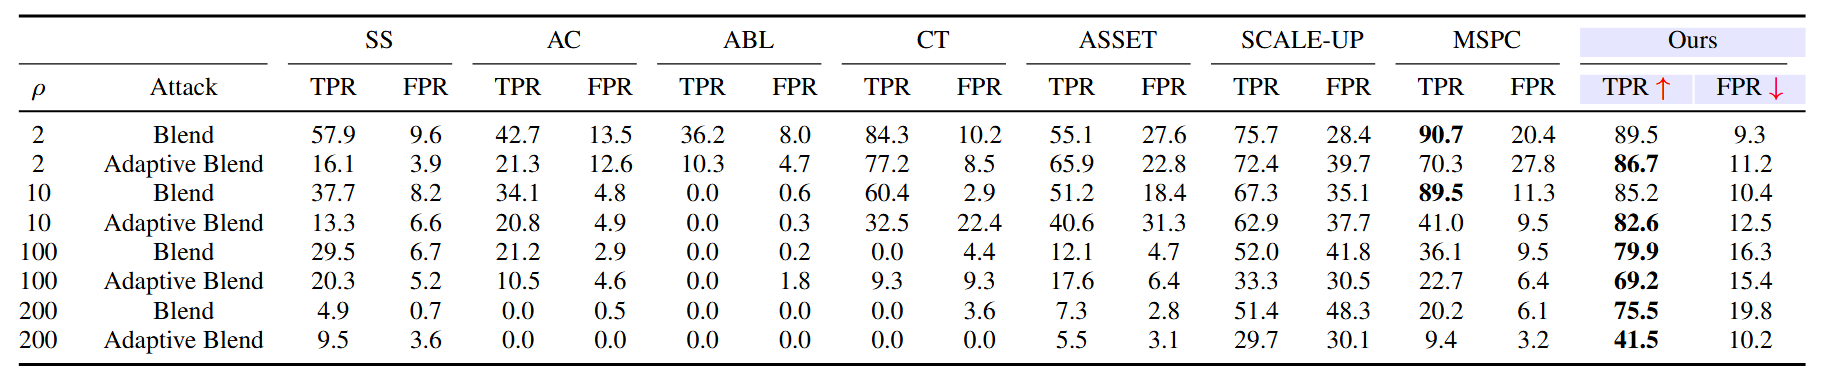 SS AC ABL CT ASSET SCALE-UP MSPC Ours
ρ Attack TPR FPR TPR FPR TPR FPR TPR FPR TPR FPR TPR FPR TPR FPR TPR ↑ FPR ↓
2 Blend 57.9 9.6 42.7 13.5 36.2 8.0 84.3 10.2 55.1 27.6 75.7 28.4 90.7 20.4 89.5 9.3
2 Adaptive Blend 16.1 3.9 21.3 12.6 10.3 4.7 77.2 8.5 65.9 22.8 72.4 39.7 70.3 27.8 86.7 11.2
10 Blend 37.7 8.2 34.1 4.8 0.0 0.6 60.4 2.9 51.2 18.4 67.3 35.1 89.5 11.3 85.2 10.4
10 Adaptive Blend 13.3 6.6 20.8 4.9 0.0 0.3 32.5 22.4 40.6 31.3 62.9 37.7 41.0 9.5 82.6 12.5
100 Blend 29.5 6.7 21.2 2.9 0.0 0.2 0.0 4.4 12.1 4.7 52.0 41.8 36.1 9.5 79.9 16.3
100 Adaptive Blend 20.3 5.2 10.5 4.6 0.0 1.8 9.3 9.3 17.6 6.4 33.3 30.5 22.7 6.4 69.2 15.4
200 Blend 4.9 0.7 0.0 0.5 0.0 0.0 0.0 3.6 7.3 2.8 51.4 48.3 20.2 6.1 75.5 19.8
200 Adaptive Blend 9.5 3.6 0.0 0.0 0.0 0.0 0.0 0.0 5.5 3.1 29.7 30.1 9.4 3.2 41.5 10.2